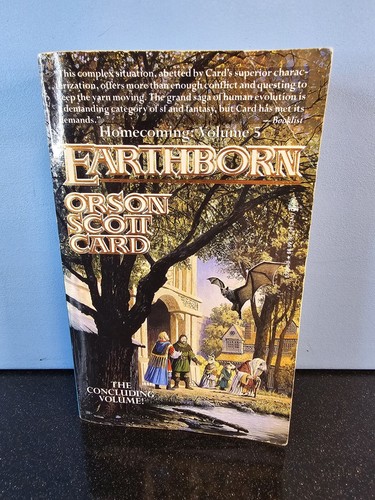 his complex situation, abetted by Card's superior charac-
terization, offers more than enough conflict and questing to
keep the yarn moving. The grand saga of human evolution is
demanding category of sf and fantasy, but Card has met its
demands."
—Booklist
Homecoming: Volume 5
EARTHBORN
ORSON
SCOTT
CARD
THE
CONCLUDING
VOLUME!